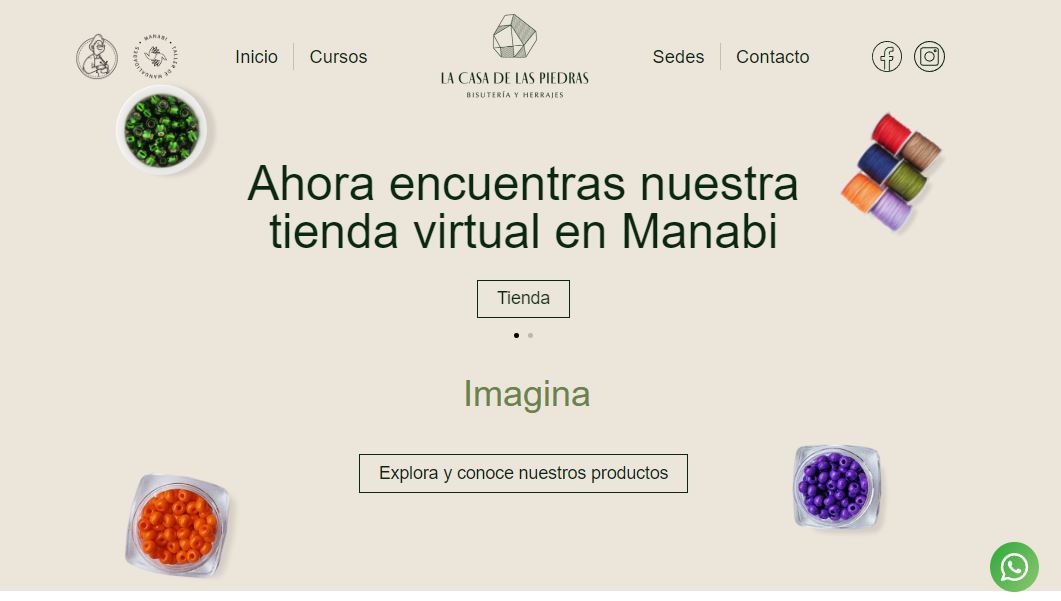 MANABI • TALLER DE MANUALIDADES •
Inicio
Cursos
LA CASA DE LAS PIEDRAS
BISUTERÍA Y HERRAJES
Sedes
Contacto
Ahora encuentras nuestra
tienda virtual en Manabi
Tienda
Imagina
Explora y conoce nuestros productos